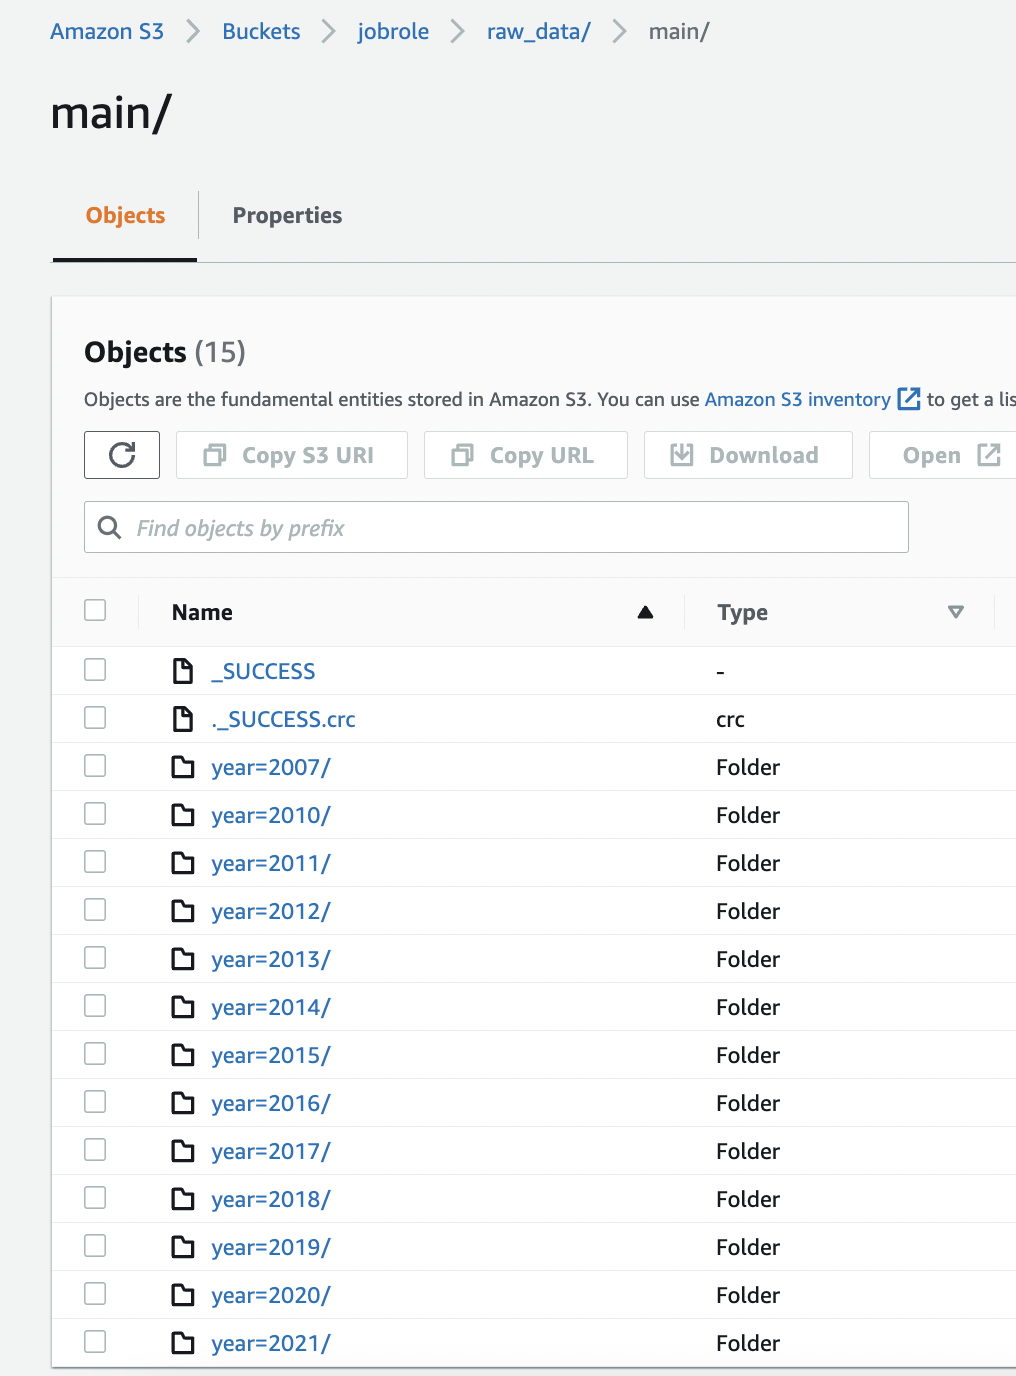 Amazon S3 > Buckets > jobrole > raw_data/ > main/
main/
Objects Properties
Objects (15)
Objects are the fundamental entities stored in Amazon S3. You can use Amazon S3 inventory to get a lis
Copy S3 URI Copy URL Download Open
Find objects by prefix
Name Type
_SUCCESS -
._SUCCESS.crc crc
year=2007/ Folder
year=2010/ Folder
year=2011/ Folder
year=2012/ Folder
year=2013/ Folder
year=2014/ Folder
year=2015/ Folder
year=2016/ Folder
year=2017/ Folder
year=2018/ Folder
year=2019/ Folder
year=2020/ Folder
year=2021/ Folder